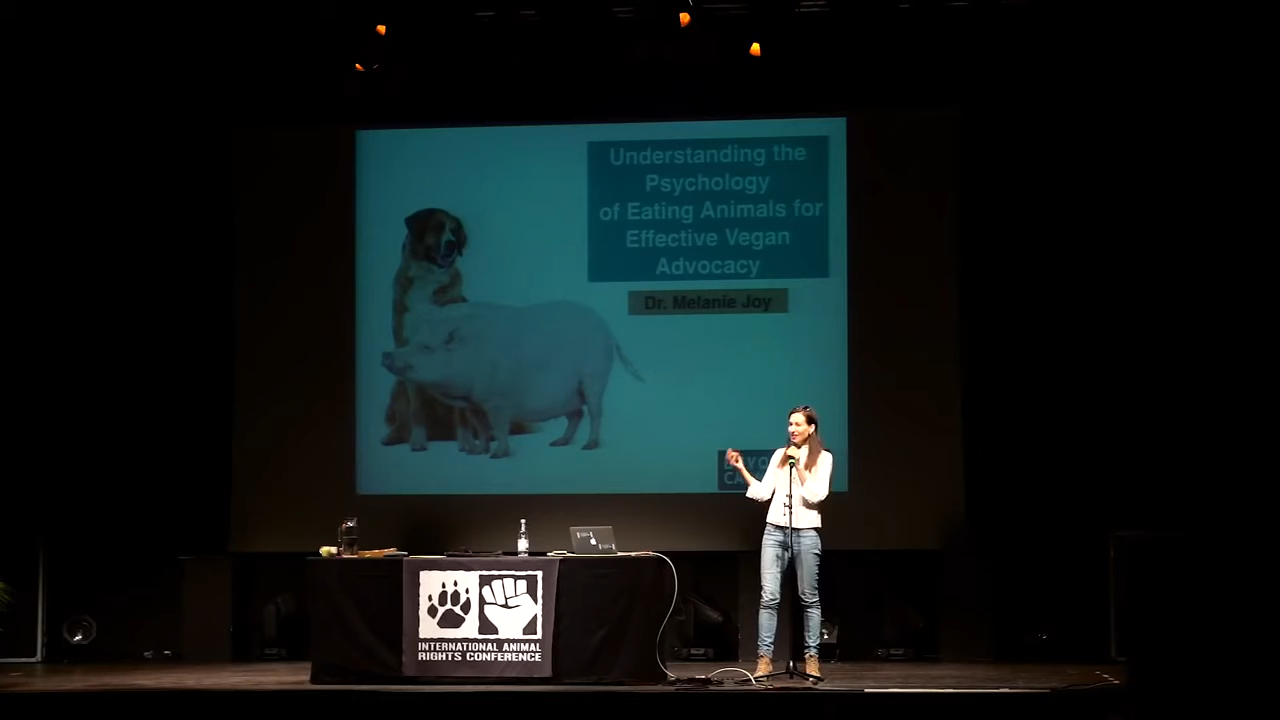 Understanding the
Psychology
of Eating Animals for
Effective Vegan
Advocacy
Dr. Melanie Joy
INTERNATIONAL ANIMAL
RIGHTS CONFERENCE